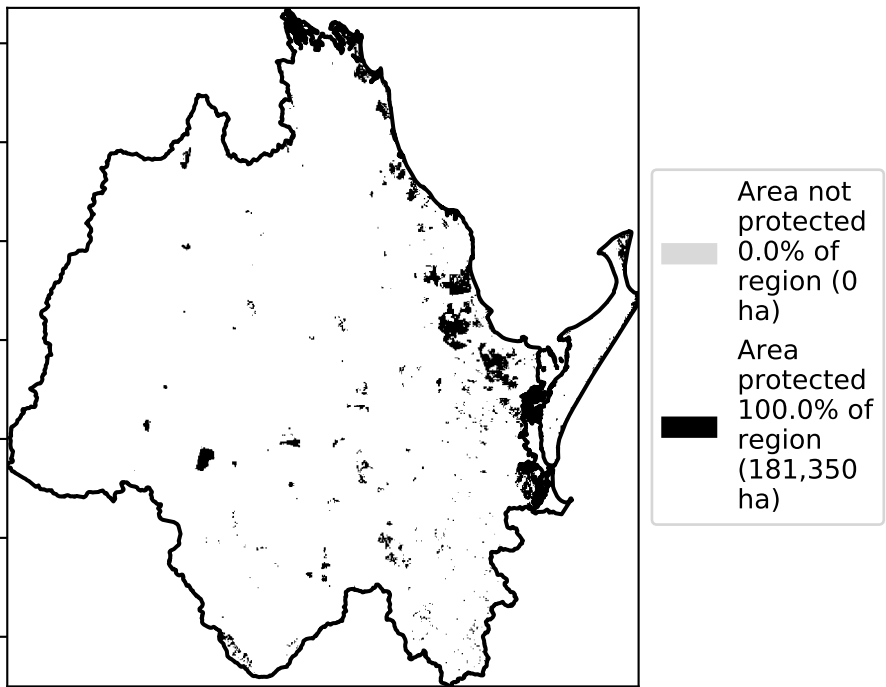 Area not
protected
0.0% of
region (0
ha)
Area
protected
100.0% of
region
(181,350
ha)